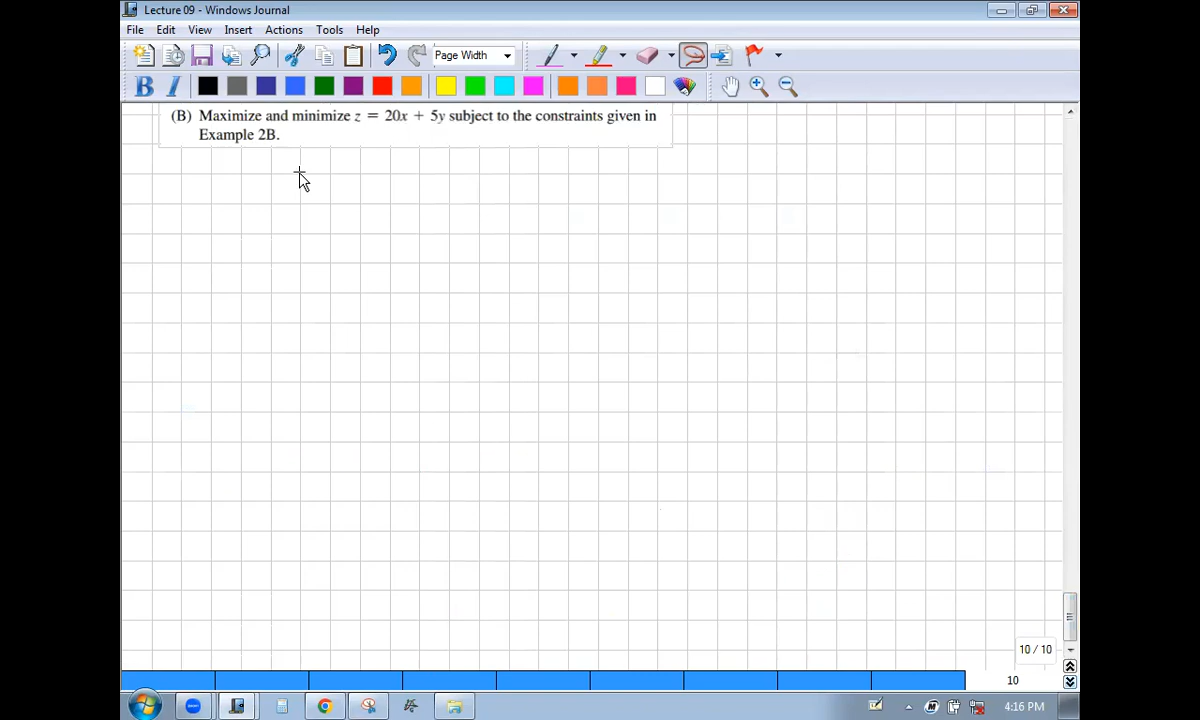 Lecture 09 - Windows Journal
File Edit View Insert Actions Tools Help
Page Width
B I
(B) Maximize and minimize z = 20x + 5y subject to the constraints given in
Example 2B.
10 / 10
10
4:16 PM